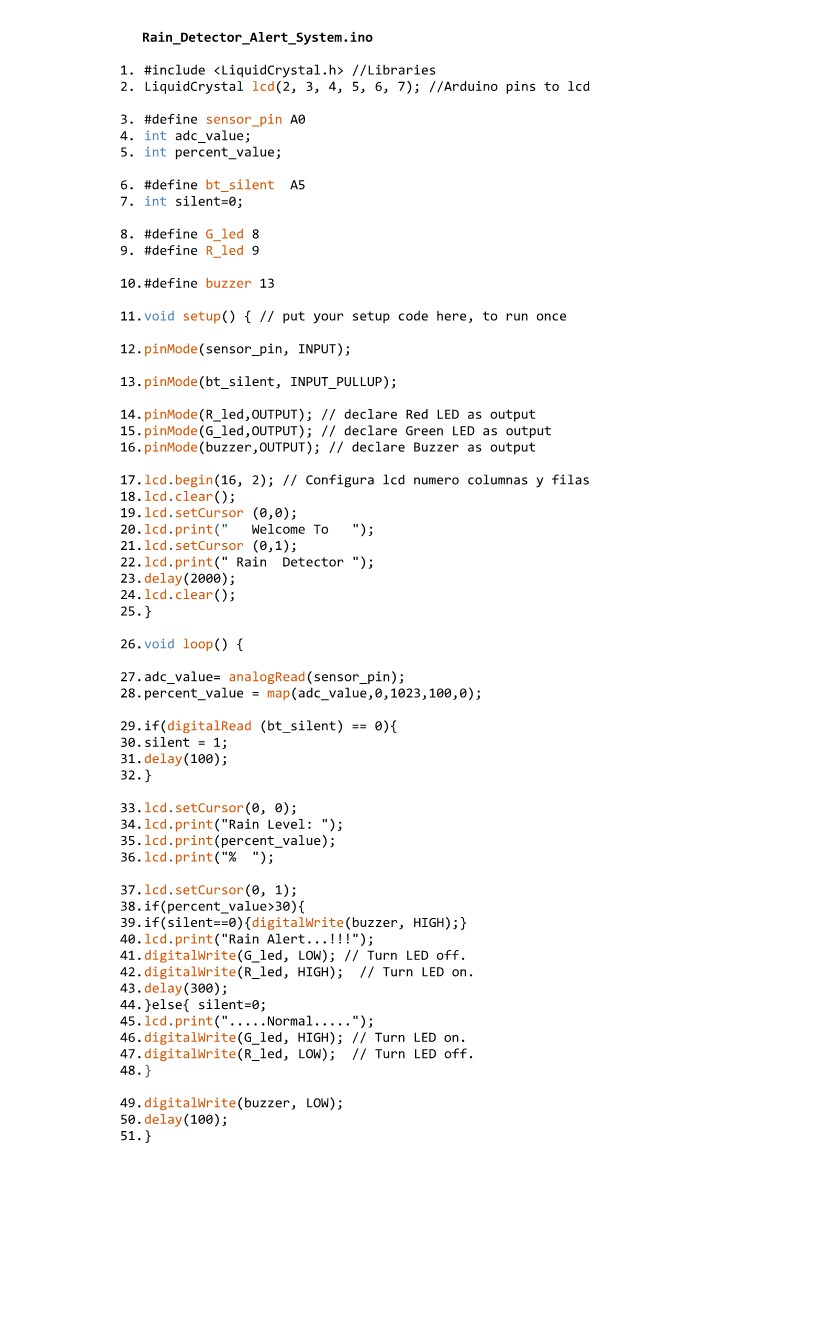 Rain_Detector_Alert_System.ino
1. #include <LiquidCrystal.h> //Libraries
2. LiquidCrystal lcd(2, 3, 4, 5, 6, 7); //Arduino pins to lcd
3. #define sensor_pin A0
4. int adc_value;
5. int percent_value;
6. #define bt_silent  A5
7. int silent=0;
8. #define G_led 8
9. #define R_led 9
10.#define buzzer 13
11.void setup() { // put your setup code here, to run once
12.pinMode(sensor_pin, INPUT);
13.pinMode(bt_silent, INPUT_PULLUP);
14.pinMode(R_led,OUTPUT); // declare Red LED as output
15.pinMode(G_led,OUTPUT); // declare Green LED as output
16.pinMode(buzzer,OUTPUT); // declare Buzzer as output
17.lcd.begin(16, 2); // Configura lcd numero columnas y filas
18.lcd.clear();
19.lcd.setCursor (0,0);
20.lcd.print("   Welcome To   ");
21.lcd.setCursor (0,1);
22.lcd.print(" Rain  Detector ");
23.delay(2000);
24.lcd.clear();
25.}
26.void loop() {
27.adc_value= analogRead(sensor_pin);
28.percent_value = map(adc_value,0,1023,100,0);
29.if(digitalRead (bt_silent) == 0){
30.silent = 1;
31.delay(100);
32.}
33.lcd.setCursor(0, 0);
34.lcd.print("Rain Level: ");
35.lcd.print(percent_value);
36.lcd.print("%  ");
37.lcd.setCursor(0, 1);
38.if(percent_value>30){
39.if(silent==0){digitalWrite(buzzer, HIGH);}
40.lcd.print("Rain Alert...!!!");
41.digitalWrite(G_led, LOW); // Turn LED off.
42.digitalWrite(R_led, HIGH);  // Turn LED on.
43.delay(300);
44.}else{ silent=0;
45.lcd.print(".....Normal.....");
46.digitalWrite(G_led, HIGH); // Turn LED on.
47.digitalWrite(R_led, LOW);  // Turn LED off.
48.}
49.digitalWrite(buzzer, LOW);
50.delay(100);
51.}